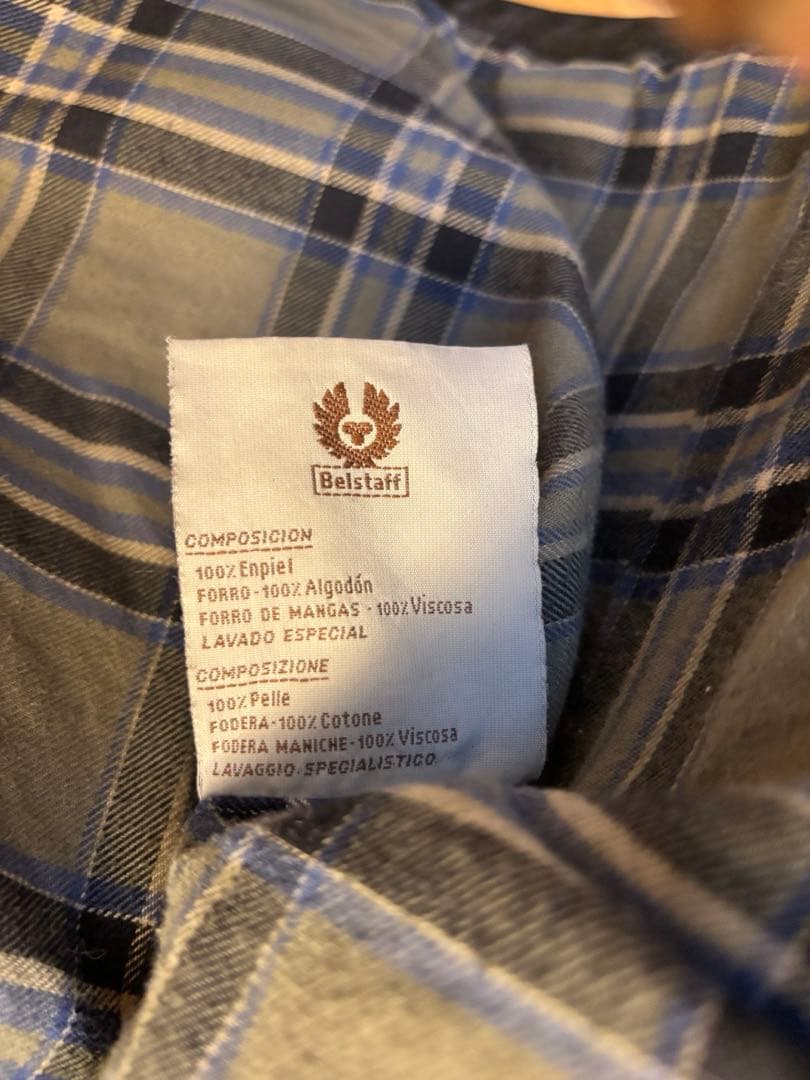 Belstaff
COMPOSICION
100% Enpiel
FORRO-100% Algodón
FORRO DE MANGAS - 100% Viscosa
LAVADO ESPECIAL
COMPOSIZIONE
100% Pelle
FODERA-100% Cotone
FODERA MANICHE-100% Viscosa
LAVAGGIO SPECIALISTICO